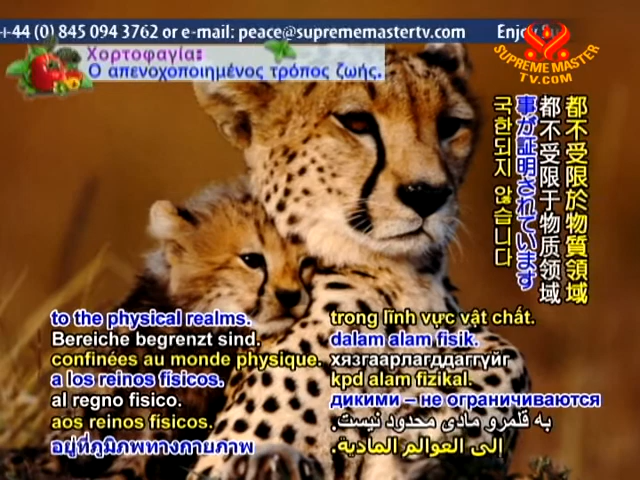 +44 (0) 845 094 3762 or e-mail: peace@suprememastertv.com Enjoy
SUPREME MASTER
TV.COM
Χορτοφαγία:
Ο απενοχοποιημένος τρόπος ζωής.
都不受限於物質領域
都不受限于物质领域
事が証明されています
국한되지 않습니다
to the physical realms.
Bereiche begrenzt sind.
confinées au monde physique.
a los reinos físicos.
al regno fisico.
aos reinos físicos.
อยู่ที่ภูมิภพทางกายภาพ
trong lĩnh vực vật chất.
dalam alam fisik.
хязгаарлагддаггүйг
kpd alam fizikal.
дикими – не ограничиваются
به قلمرو مادی محدود نیست.
إلى العوالم المادية.